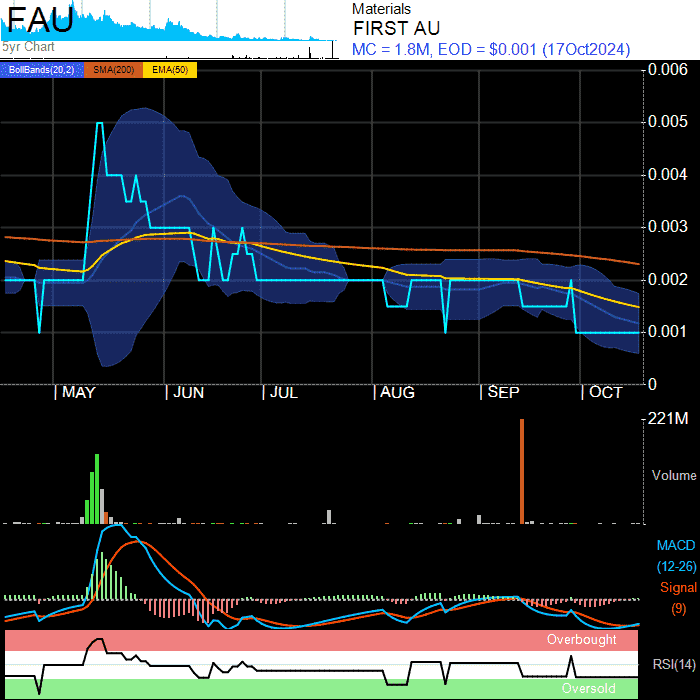 FAU
5yr Chart
Materials
FIRST AU
MC = 1.8M, EOD = $0.001 (17Oct2024)
BollBands(20,2) SMA(200) EMA(50)
0.006
0.005
0.004
0.003
0.002
0.001
0
MAY JUN JUL AUG SEP OCT
221M
Volume
MACD
(12-26)
Signal
(9)
Overbought
RSI(14)
Oversold